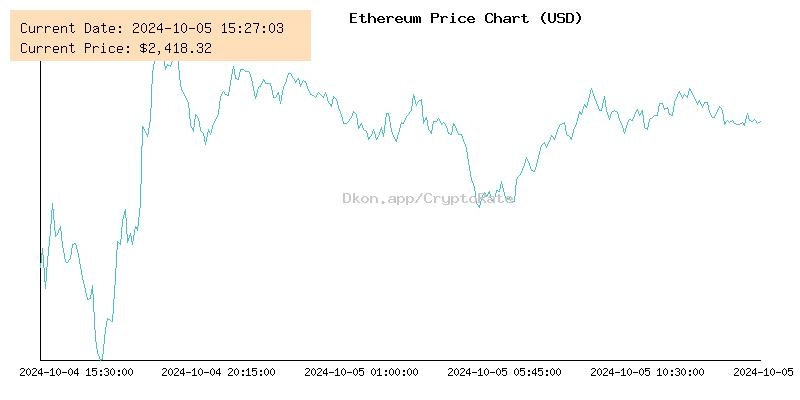 Ethereum Price Chart (USD)
Current Date: 2024-10-05 15:27:03
Current Price: $2,418.32
Dkon.app/CryptoRate
2024-10-04 15:30:00
2024-10-04 20:15:00
2024-10-05 01:00:00
2024-10-05 05:45:00
2024-10-05 10:30:00
2024-10-05